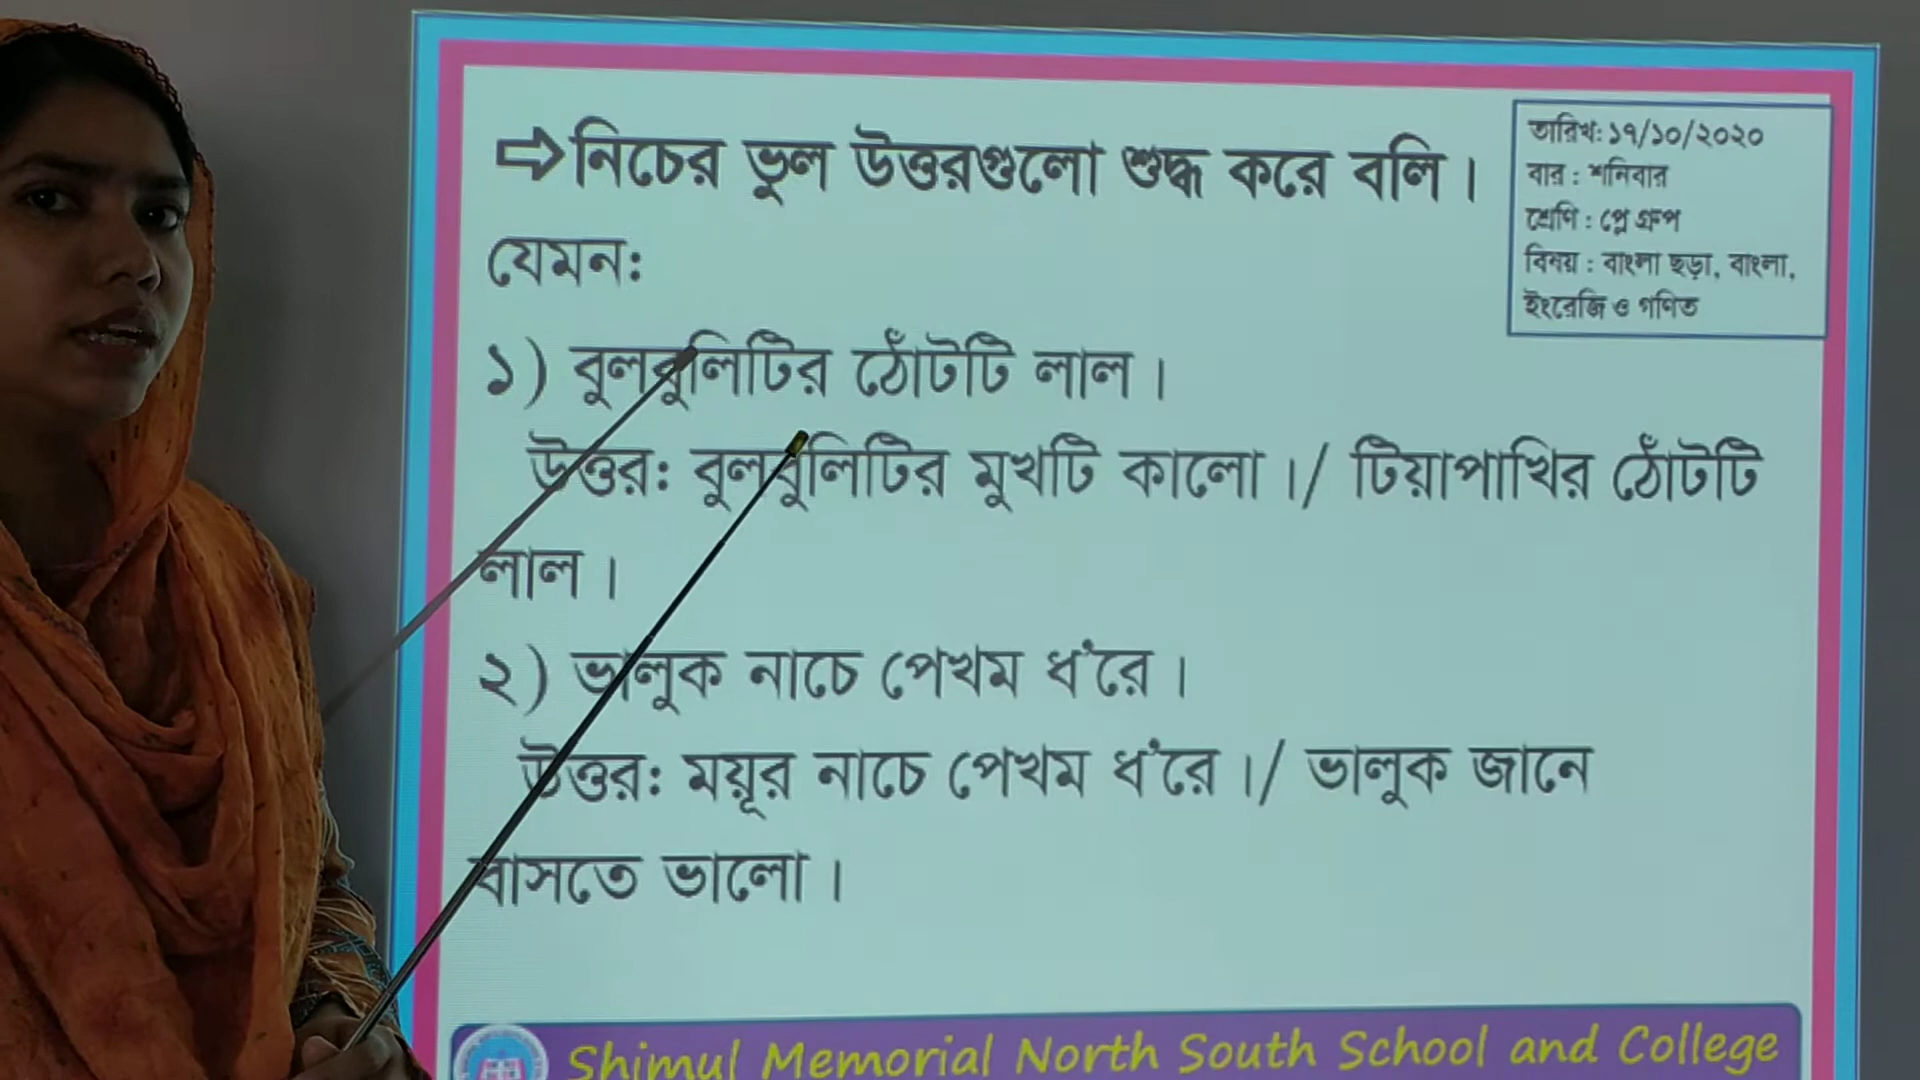 ⇨নিচের ভুল উত্তরগুলো শুদ্ধ করে বলি।
যেমন:
১) বুলবুলিটির ঠোঁটটি লাল।
উত্তর: বুলবুলিটির মুখটি কালো।/ টিয়াপাখির ঠোঁটটি
লাল।
২) ভালুক নাচে পেখম ধ'রে।
উত্তর: ময়ূর নাচে পেখম ধ'রে।/ ভালুক জানে
বাসতে ভালো।
তারিখ: ১৭/১০/২০২০
বার : শনিবার
শ্রেণি : প্লে গ্রুপ
বিষয় : বাংলা ছড়া, বাংলা,
ইংরেজি ও গণিত
Shimul Memorial North South School and College